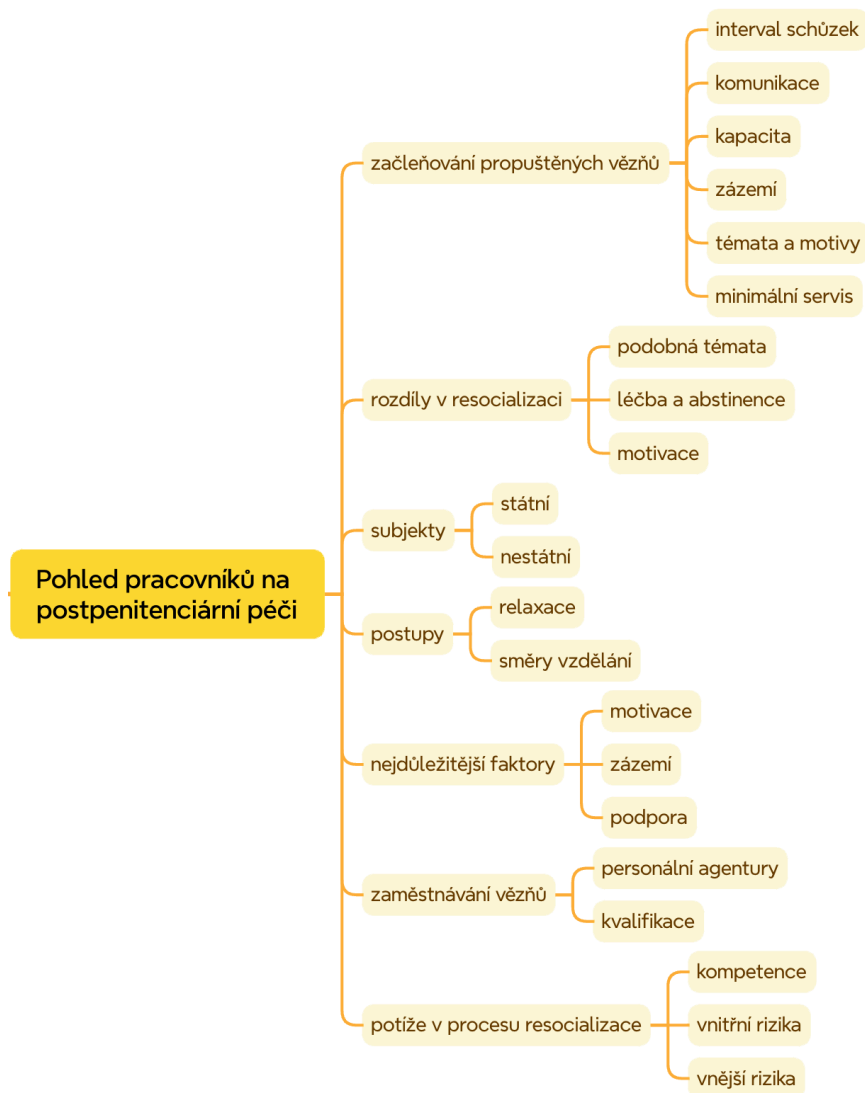 Pohled pracovníků na
postpenitenciární péči
začleňování propuštěných vězňů
interval schůzek
komunikace
kapacita
zázemí
témata a motivy
minimální servis
rozdíly v resocializaci
podobná témata
léčba a abstinence
motivace
subjekty
státní
nestátní
postupy
relaxace
směry vzdělání
nejdůležitější faktory
motivace
zázemí
podpora
zaměstnávání vězňů
personální agentury
kvalifikace
potíže v procesu resocializace
kompetence
vnitřní rizika
vnější rizika